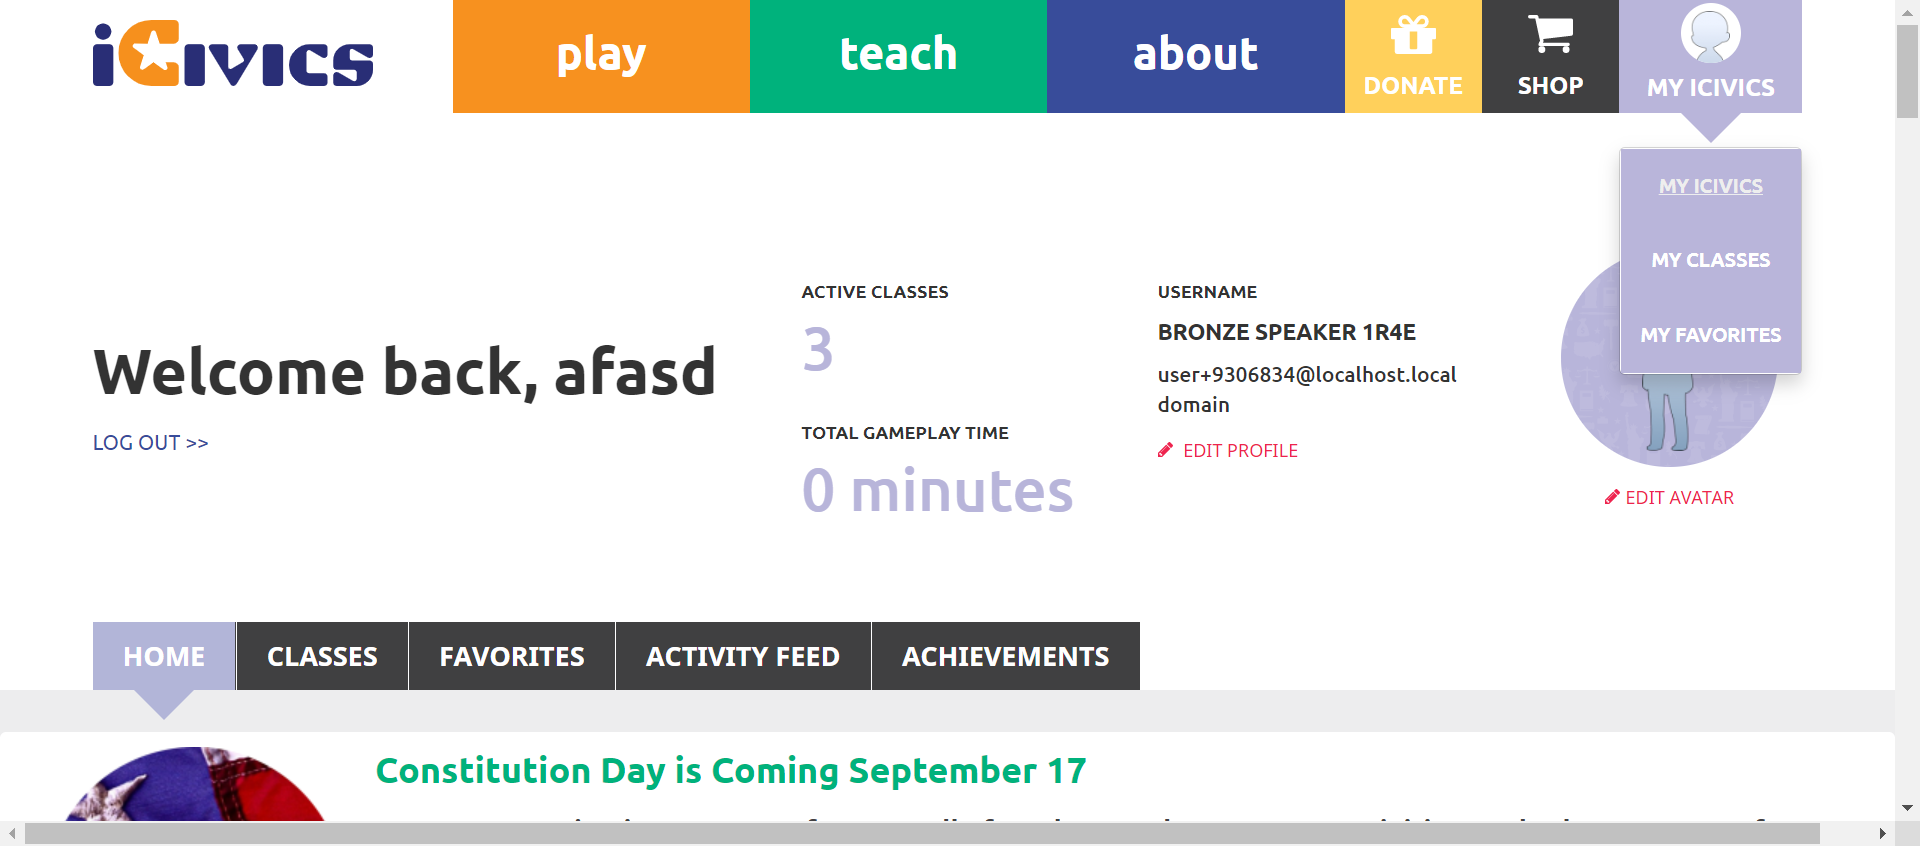 iCivics
play
teach
about
DONATE
SHOP
MY ICIVICS
MY ICIVICS
MY CLASSES
MY FAVORITES
Welcome back, afasd
LOG OUT >>
ACTIVE CLASSES
3
TOTAL GAMEPLAY TIME
0 minutes
USERNAME
BRONZE SPEAKER 1R4E
user+9306834@localhost.local
domain
EDIT PROFILE
EDIT AVATAR
HOME
CLASSES
FAVORITES
ACTIVITY FEED
ACHIEVEMENTS
Constitution Day is Coming September 17